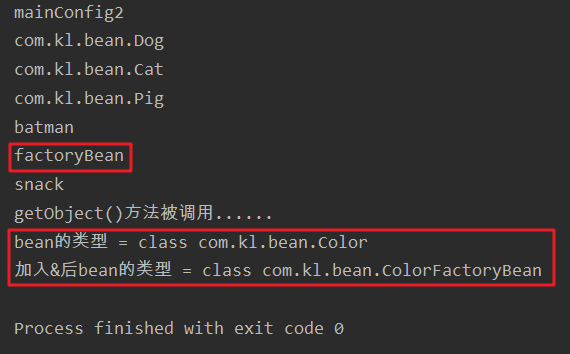 mainConfig2
com.kl.bean.Dog
com.kl.bean.Cat
com.kl.bean.Pig
batman
factoryBean
snack
getObject()方法被调用......
bean的类型 = class com.kl.bean.Color
加入&后bean的类型 = class com.kl.bean.ColorFactoryBean
Process finished with exit code 0